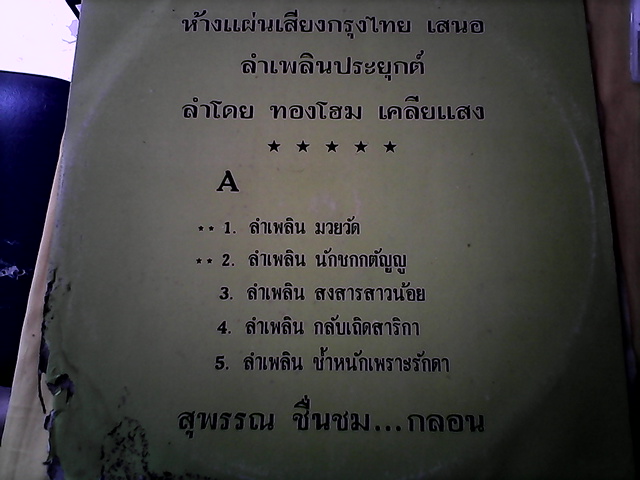 ห้างแผ่นเสียงกรุงไทย เสนอ
ลำเพลินประยุกต์
ลำโดย ทองโฮม เคลียแสง
★ ★ ★ ★ ★
A
** 1. ลำเพลิน มวยวัด
** 2. ลำเพลิน นักชกกตัญญู
3. ลำเพลิน สงสารสาวน้อย
4. ลำเพลิน กลับเถิดสาริกา
5. ลำเพลิน ช้ำหนักเพราะรักดา
สุพรรณ ชื่นชม...กลอน